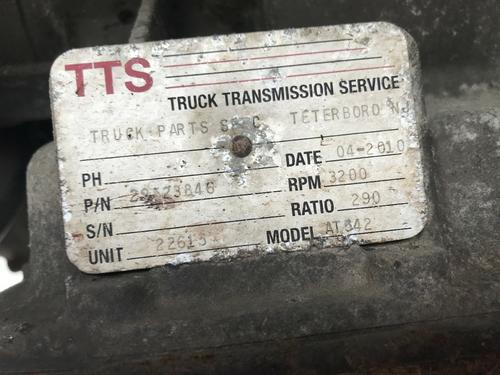 TTS
TRUCK TRANSMISSION SERVICE
TRUCK PARTS TETERBORO NJ
PH DATE 04-2010
P/N RPM 3200
S/N RATIO 290
UNIT 22615 MODEL AT542